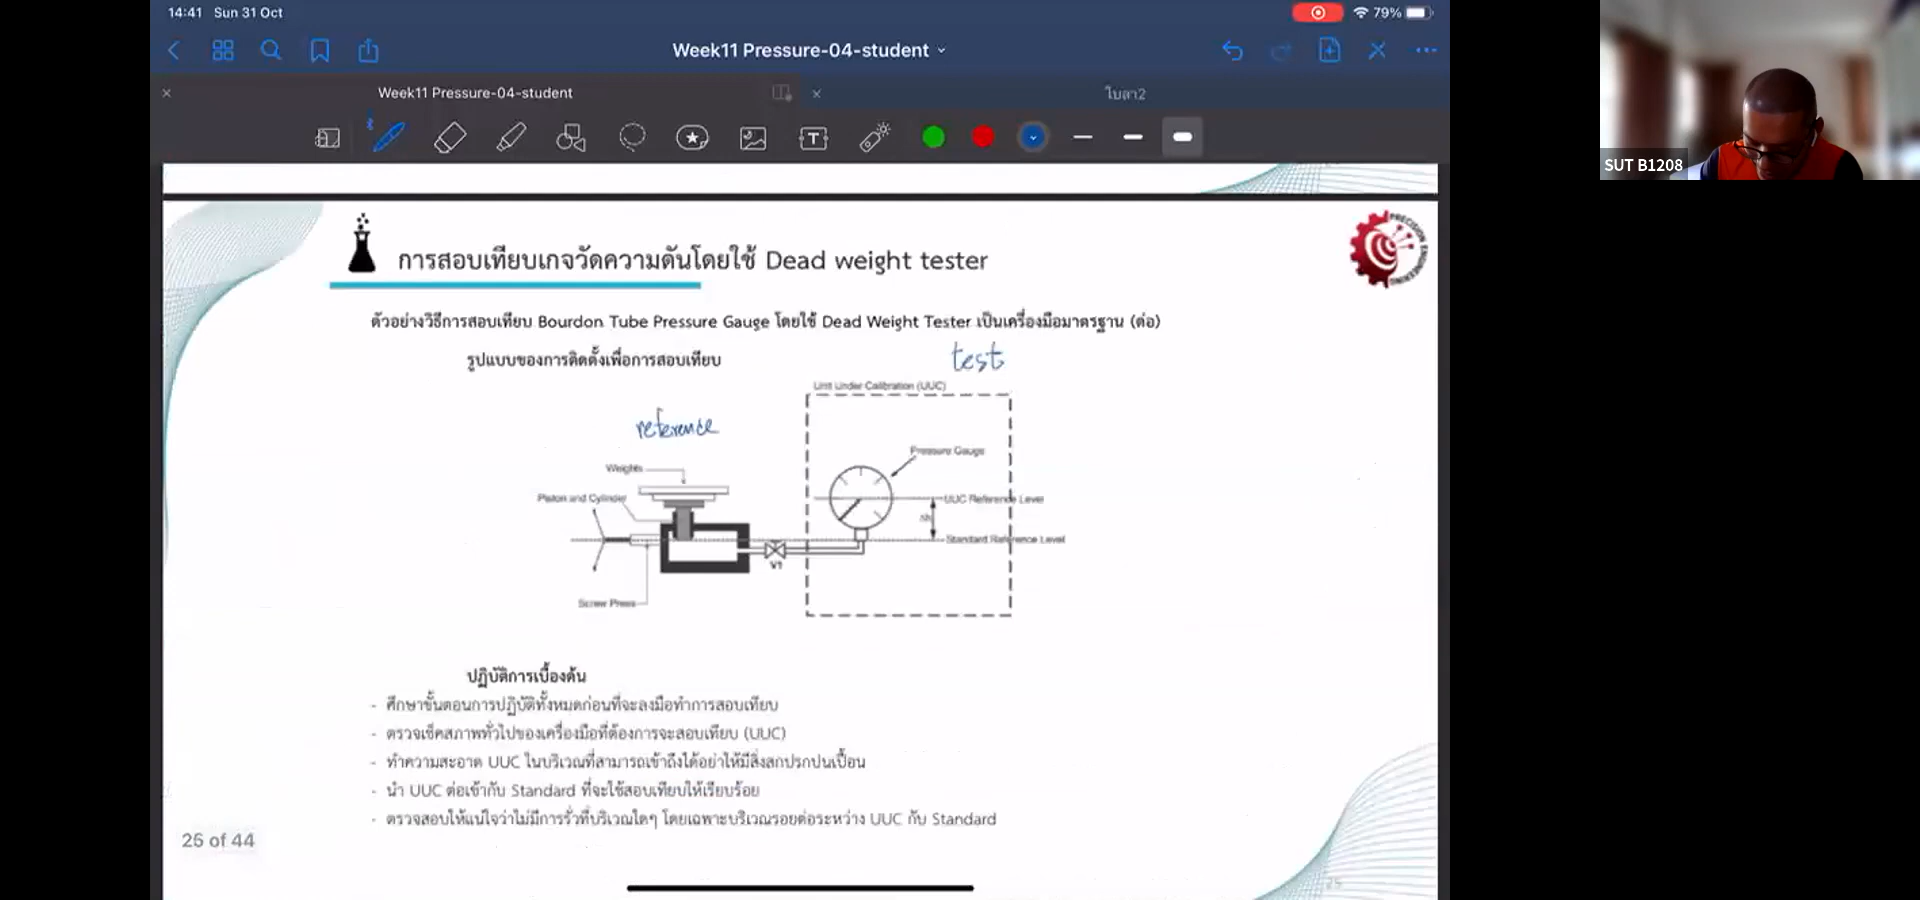 14:41 Sun 31 Oct
79%
Week11 Pressure-04-student
Week11 Pressure-04-student
ใบลา2
SUT B1208
การสอบเทียบเกจวัดความดันโดยใช้ Dead weight tester
PRECISION ENGINEERING
ตัวอย่างวิธีการสอบเทียบ Bourdon Tube Pressure Gauge โดยใช้ Dead Weight Tester เป็นเครื่องมือมาตรฐาน (ต่อ)
รูปแบบของการติดตั้งเพื่อการสอบเทียบ
test
Unit Under Calibration (UUC)
reference
Pressure Gauge
Weights
Piston and Cylinder
UUC Reference Level
Δh
Standard Reference Level
V1
Screw Press
ปฏิบัติการเบื้องต้น
- ศึกษาขั้นตอนการปฏิบัติทั้งหมดก่อนที่จะลงมือทำการสอบเทียบ
- ตรวจเช็คสภาพทั่วไปของเครื่องมือที่ต้องการจะสอบเทียบ (UUC)
- ทำความสะอาด UUC ในบริเวณที่สามารถเข้าถึงได้อย่าให้มีสิ่งสกปรกปนเปื้อน
- นำ UUC ต่อเข้ากับ Standard ที่จะใช้สอบเทียบให้เรียบร้อย
- ตรวจสอบให้แน่ใจว่าไม่มีการรั่วที่บริเวณใดๆ โดยเฉพาะบริเวณรอยต่อระหว่าง UUC กับ Standard
25 of 44
25